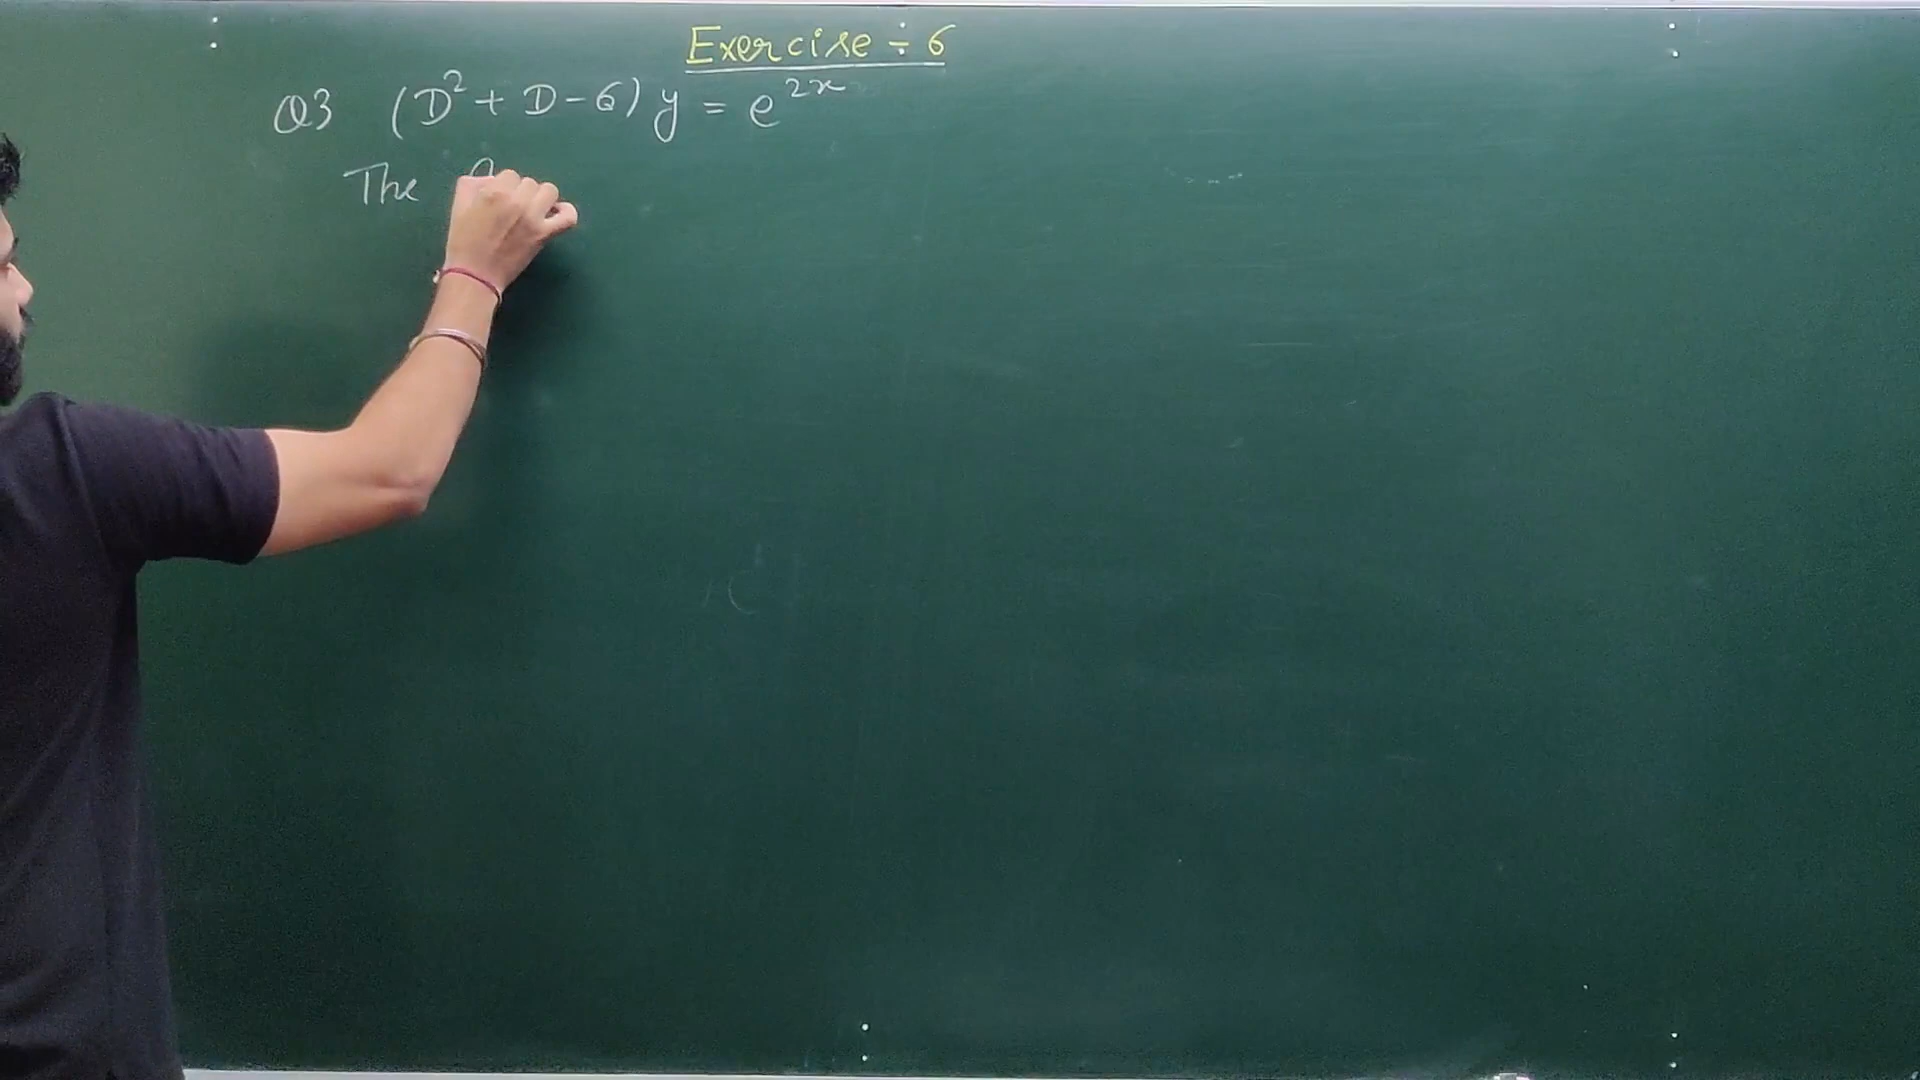 Exercise ÷ 6
Q3 (D² + D - 6) y = e^{2x}
The